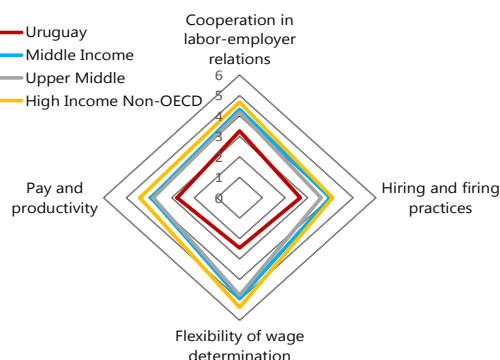 Cooperation in
labor-employer
relations
Uruguay
Middle Income
Upper Middle
High Income Non-OECD
6
5
4
3
2
1
0
Pay and
productivity
Hiring and firing
practices
Flexibility of wage
determination